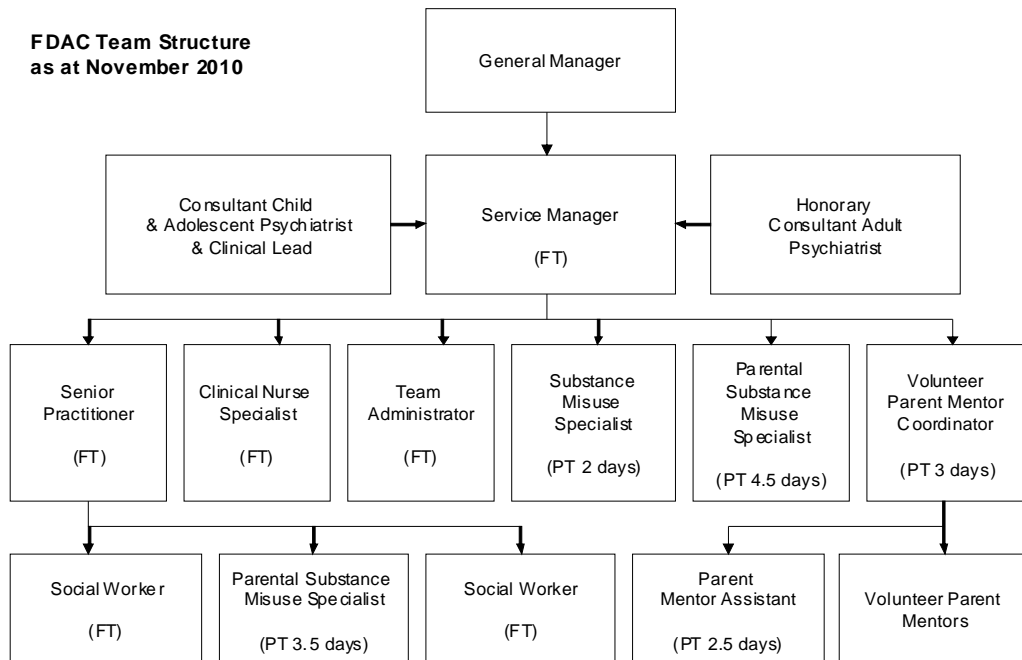 FDAC Team Structure
as at November 2010
General Manager
Consultant Child
& Adolescent Psychiatrist
& Clinical Lead
Service Manager
(FT)
Honorary
Consultant Adult
Psychiatrist
Senior
Practitioner
(FT)
Clinical Nurse
Specialist
(FT)
Team
Administrator
(FT)
Substance
Misuse
Specialist
(PT 2 days)
Parental
Substance
Misuse
Specialist
(PT 4.5 days)
Volunteer
Parent Mentor
Coordinator
(PT 3 days)
Social Worker
(FT)
Parental Substance
Misuse Specialist
(PT 3.5 days)
Social Worker
(FT)
Parent
Mentor Assistant
(PT 2.5 days)
Volunteer Parent
Mentors